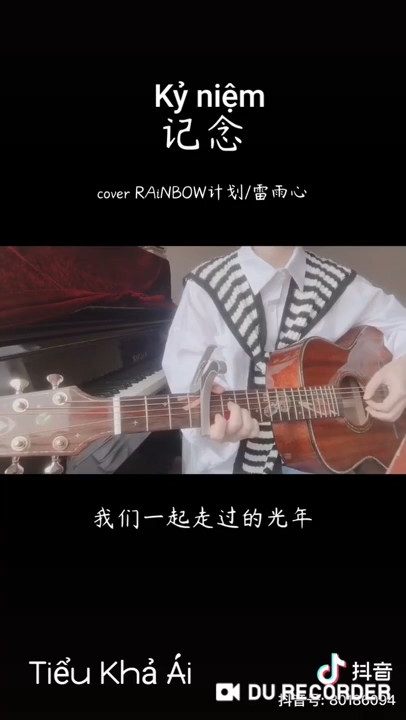 Kỷ niệm
记念
cover RAiNBOW计划/雷雨心
我们一起走过的光年
Tiểu Khả Ái
抖音
DU RECORDER
抖音号: 80186094